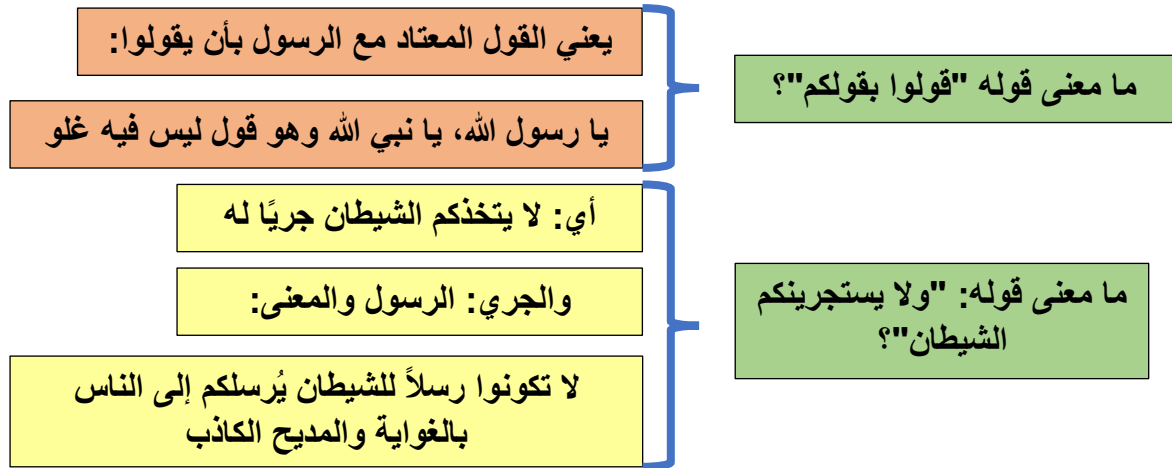 ما معنى قوله "قولوا بقولكم"؟
يعني القول المعتاد مع الرسول بأن يقولوا:
يا رسول الله، يا نبي الله وهو قول ليس فيه غلو
ما معنى قوله: "ولا يستجرينكم
الشيطان"؟
أي: لا يتخذكم الشيطان جريًا له
والجري: الرسول والمعنى:
لا تكونوا رسلاً للشيطان يُرسلكم إلى الناس
بالغواية والمديح الكاذب